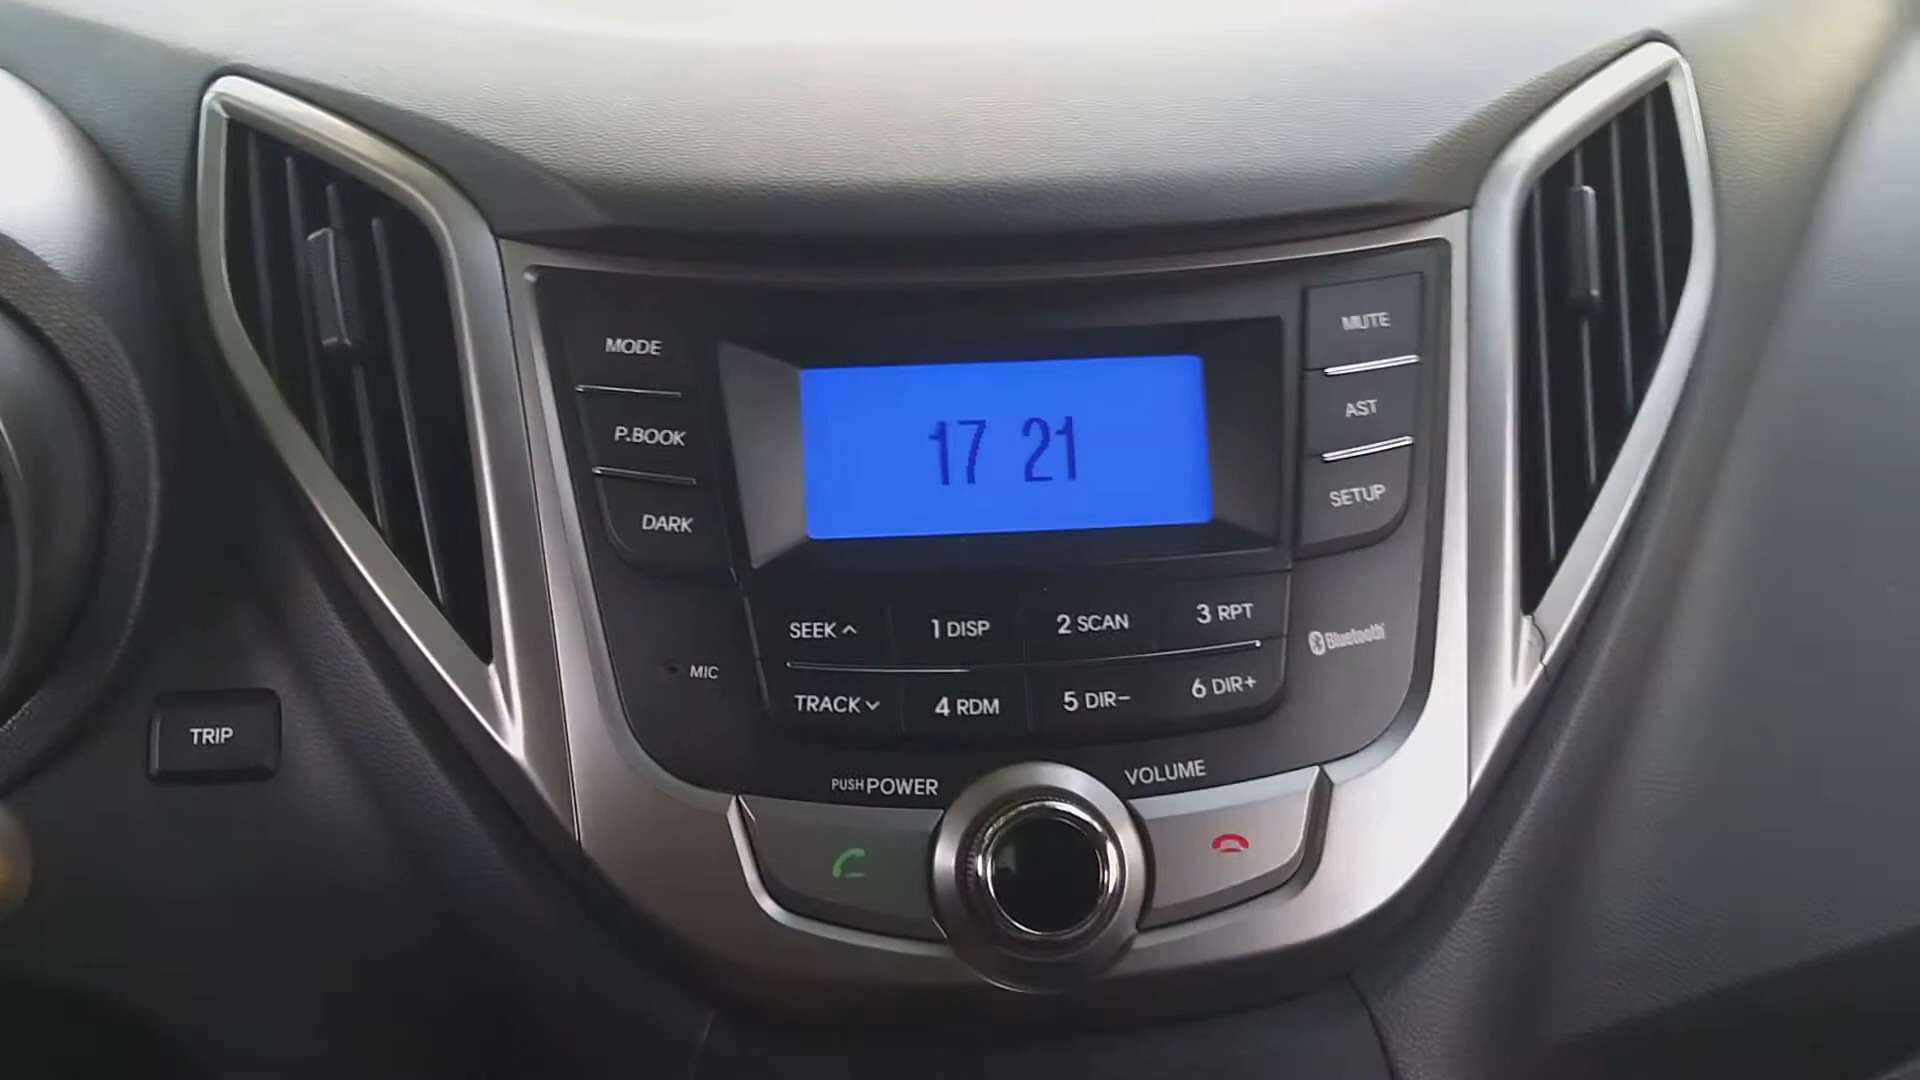 MODE
P.BOOK
DARK
17 21
MUTE
AST
SETUP
SEEK 1 DISP 2 SCAN 3 RPT
TRACK 4 RDM 5 DIR- 6 DIR+
MIC
Bluetooth
TRIP
PUSH POWER
VOLUME